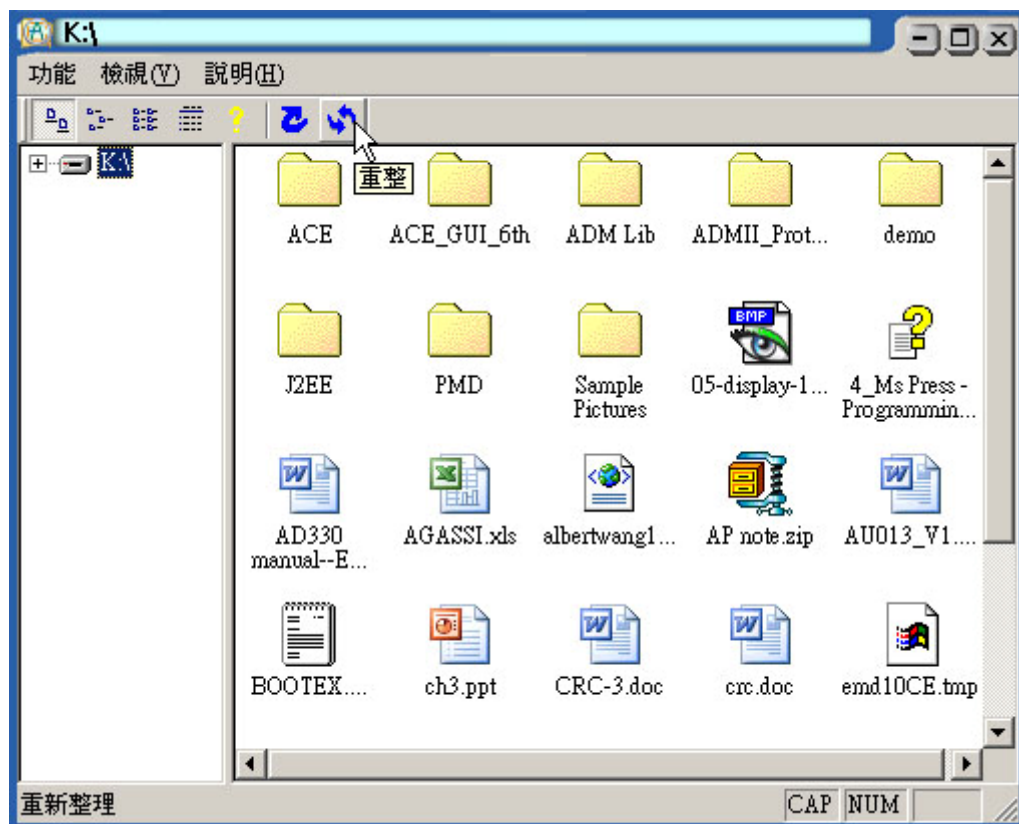 K:\
功能 檢視(V) 說明(H)
K:\
重整
ACE ACE_GUI_6th ADM Lib ADMII_Prot... demo
BMP
J2EE PMD Sample Pictures 05-display-1... 4_Ms Press - Programmin...
AD330 manual--E... AGASSI.xls albertwang1... AP note.zip AU013_V1....
BOOTEX.... ch3.ppt CRC-3.doc crc.doc emd10CE.tmp
重新整理 CAP NUM